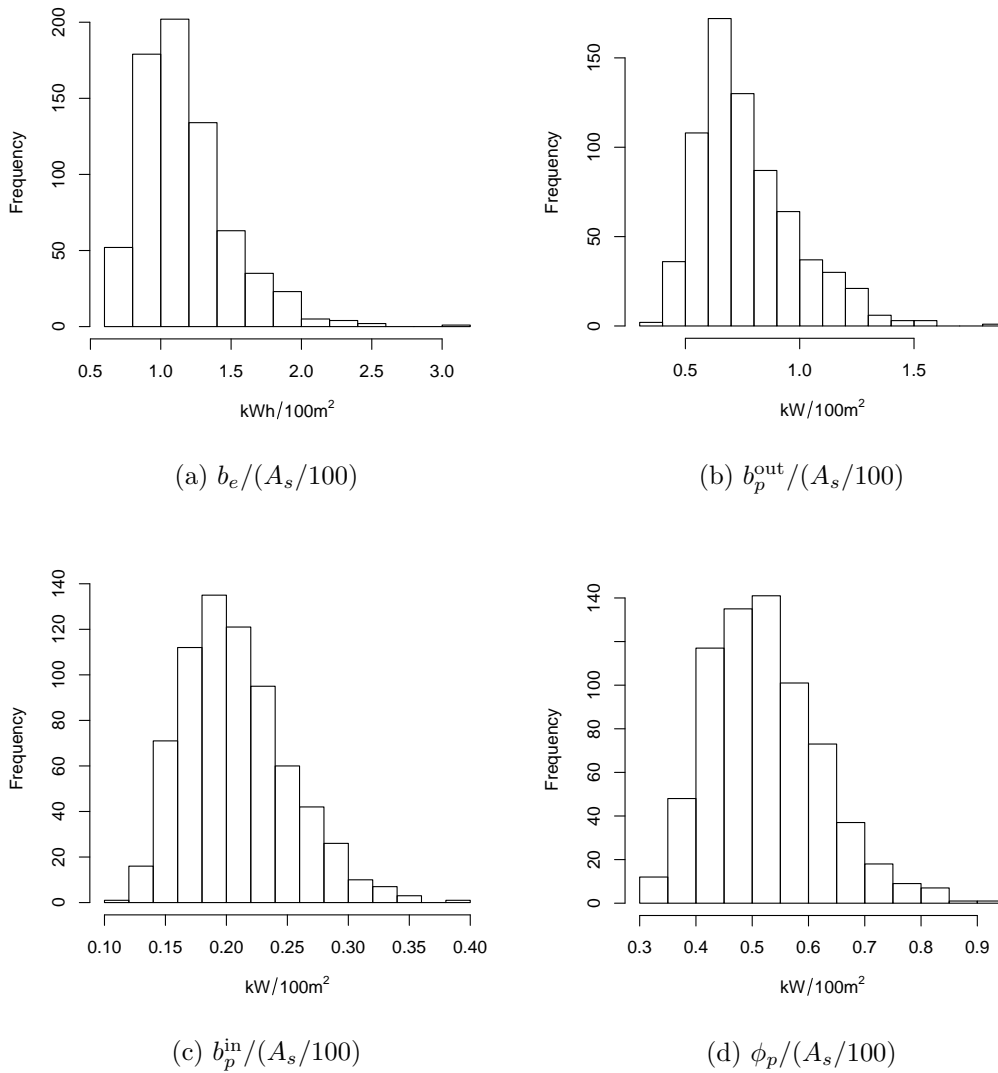 Frequency
0 50 100 150 200
0.5 1.0 1.5 2.0 2.5 3.0
kWh/100m²
(a) b_e/(A_s/100)
Frequency
0 50 100 150
0.5 1.0 1.5
kW/100m²
(b) b_p^out/(A_s/100)
Frequency
0 20 40 60 80 100 120 140
0.10 0.15 0.20 0.25 0.30 0.35 0.40
kW/100m²
(c) b_p^in/(A_s/100)
Frequency
0 20 40 60 80 100 140
0.3 0.4 0.5 0.6 0.7 0.8 0.9
kW/100m²
(d) ϕ_p/(A_s/100)